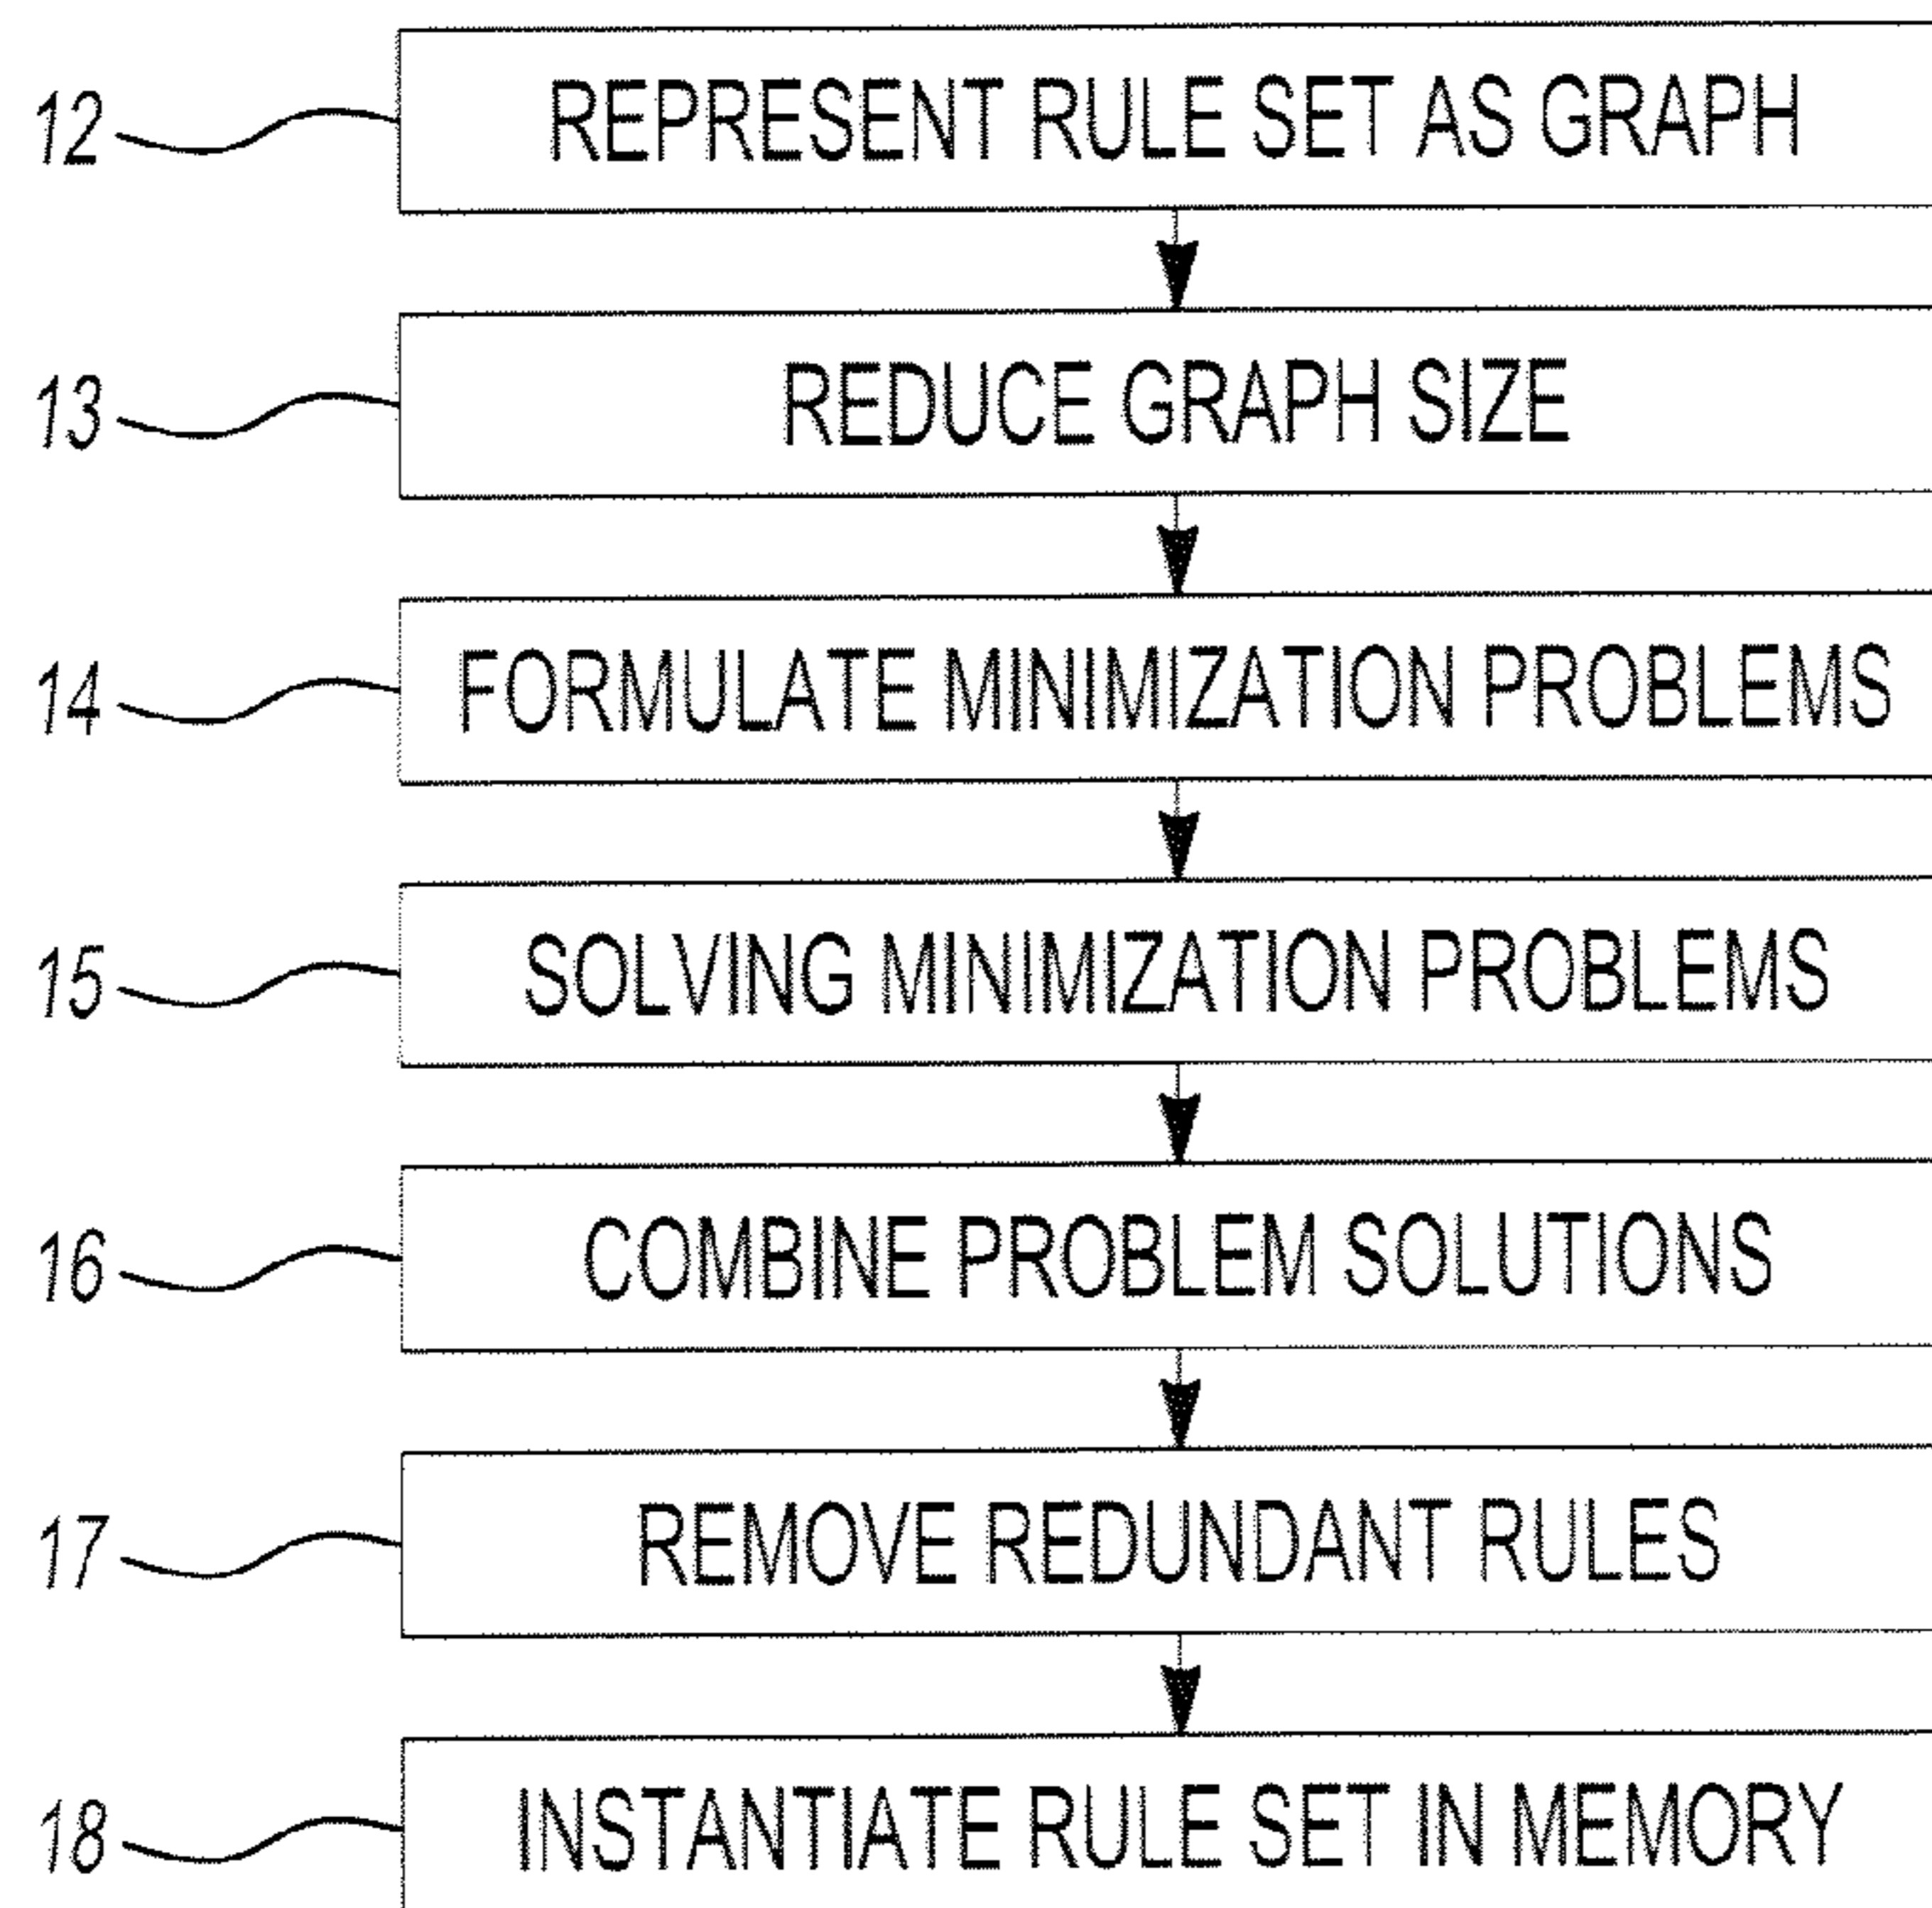 12 REPRESENT RULE SET AS GRAPH
13 REDUCE GRAPH SIZE
14 FORMULATE MINIMIZATION PROBLEMS
15 SOLVING MINIMIZATION PROBLEMS
16 COMBINE PROBLEM SOLUTIONS
17 REMOVE REDUNDANT RULES
18 INSTANTIATE RULE SET IN MEMORY